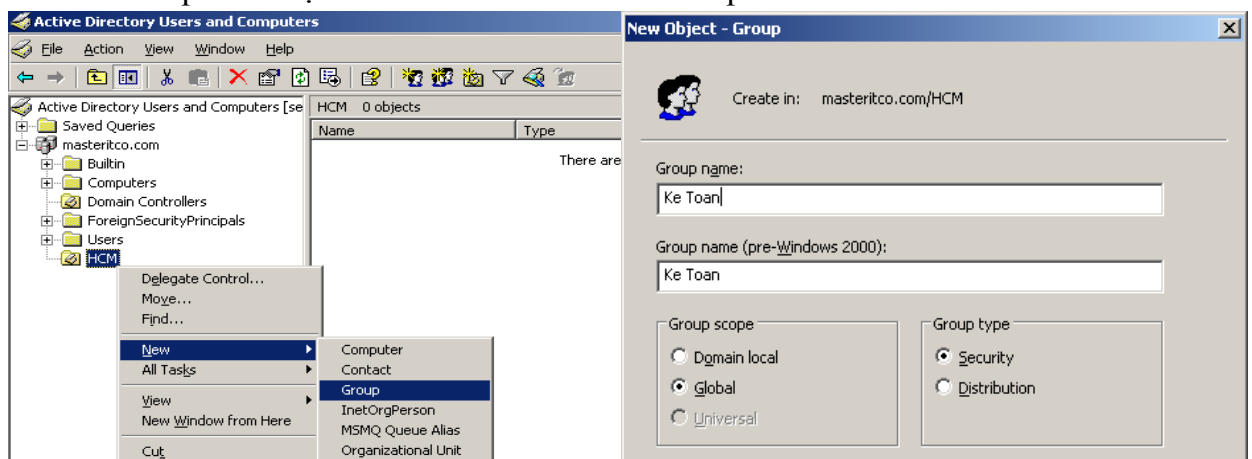 Active Directory Users and Computers
File Action View Window Help
Active Directory Users and Computers [se
Saved Queries
masteritco.com
Builtin
Computers
Domain Controllers
ForeignSecurityPrincipals
Users
HCM
HCM 0 objects
Name Type
There are
Delegate Control...
Move...
Find...
New
All Tasks
View
New Window from Here
Cut
Computer
Contact
Group
InetOrgPerson
MSMQ Queue Alias
Organizational Unit
New Object - Group
Create in: masteritco.com/HCM
Group name:
Ke Toan
Group name (pre-Windows 2000):
Ke Toan
Group scope
Domain local
Global
Universal
Group type
Security
Distribution